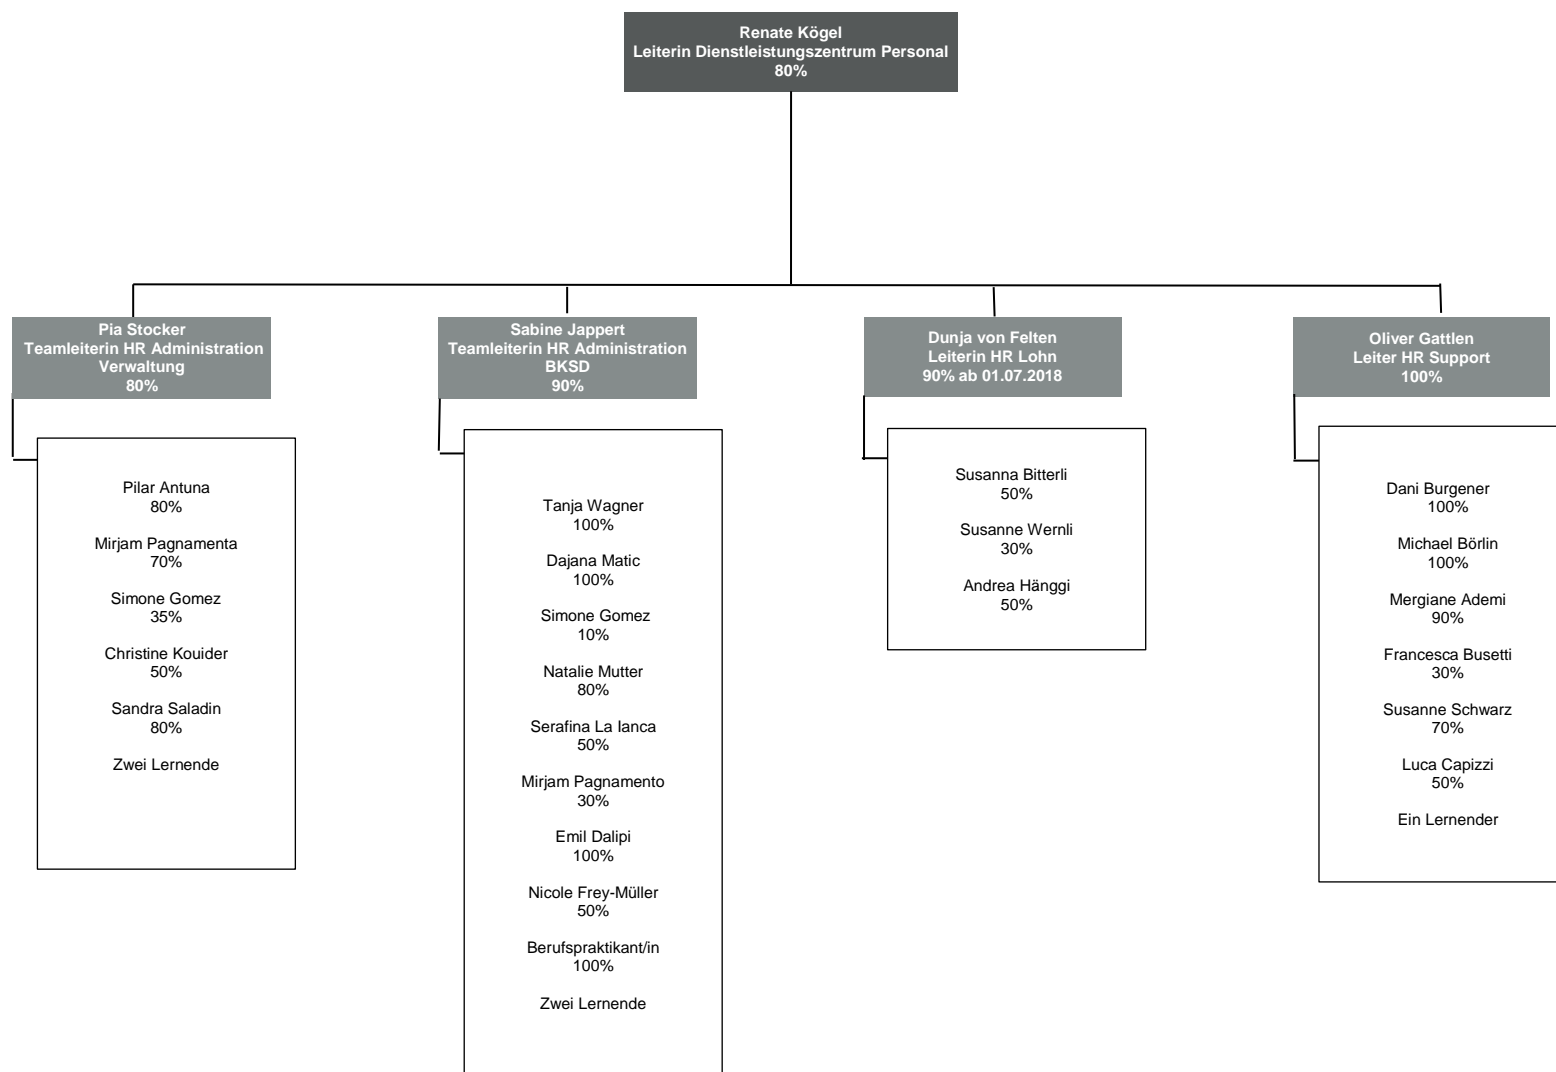 Renate Kögel
Leiterin Dienstleistungszentrum Personal
80%
Pia Stocker
Teamleiterin HR Administration
Verwaltung
80%
Pilar Antuna
80%
Mirjam Pagnamenta
70%
Simone Gomez
35%
Christine Kouider
50%
Sandra Saladin
80%
Zwei Lernende
Sabine Jappert
Teamleiterin HR Administration
BKSD
90%
Tanja Wagner
100%
Dajana Matic
100%
Simone Gomez
10%
Natalie Mutter
80%
Serafina La Ianca
50%
Mirjam Pagnamento
30%
Emil Dalipi
100%
Nicole Frey-Müller
50%
Berufspraktikant/in
100%
Zwei Lernende
Dunja von Felten
Leiterin HR Lohn
90% ab 01.07.2018
Susanna Bitterli
50%
Susanne Wernli
30%
Andrea Hänggi
50%
Oliver Gattlen
Leiter HR Support
100%
Dani Burgener
100%
Michael Börlin
100%
Mergiane Ademi
90%
Francesca Busetti
30%
Susanne Schwarz
70%
Luca Capizzi
50%
Ein Lernender